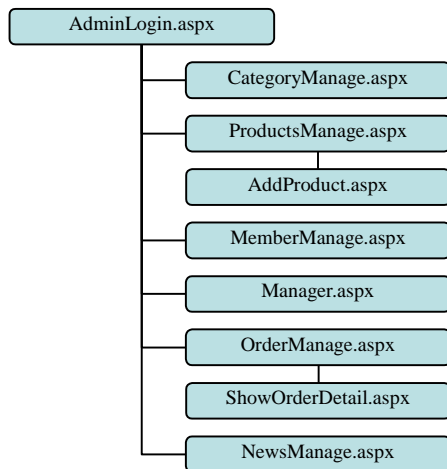 AdminLogin.aspx
CategoryManage.aspx
ProductsManage.aspx
AddProduct.aspx
MemberManage.aspx
Manager.aspx
OrderManage.aspx
ShowOrderDetail.aspx
NewsManage.aspx